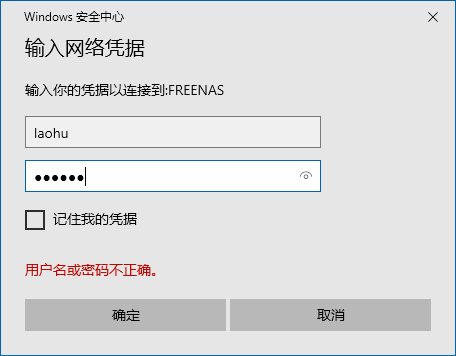 Windows 安全中心
输入网络凭据
输入你的凭据以连接到:FREENAS
laohu
●●●●●●
记住我的凭据
用户名或密码不正确。
确定
取消